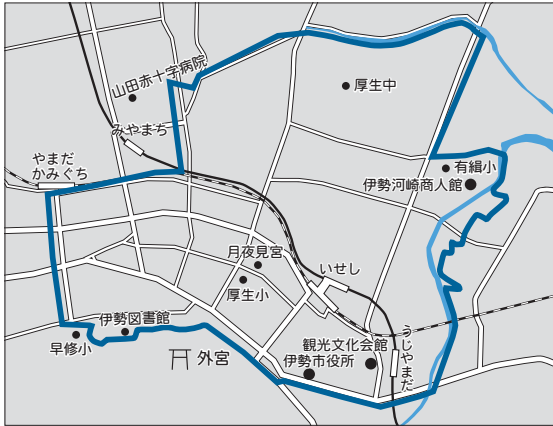 山田赤十字病院
厚生中
みやまち
やまだ
かみぐち
有緝小
伊勢河崎商人館
月夜見宮
いせし
厚生小
伊勢図書館
早修小
外宮
観光文化会館
伊勢市役所
うじやまだ